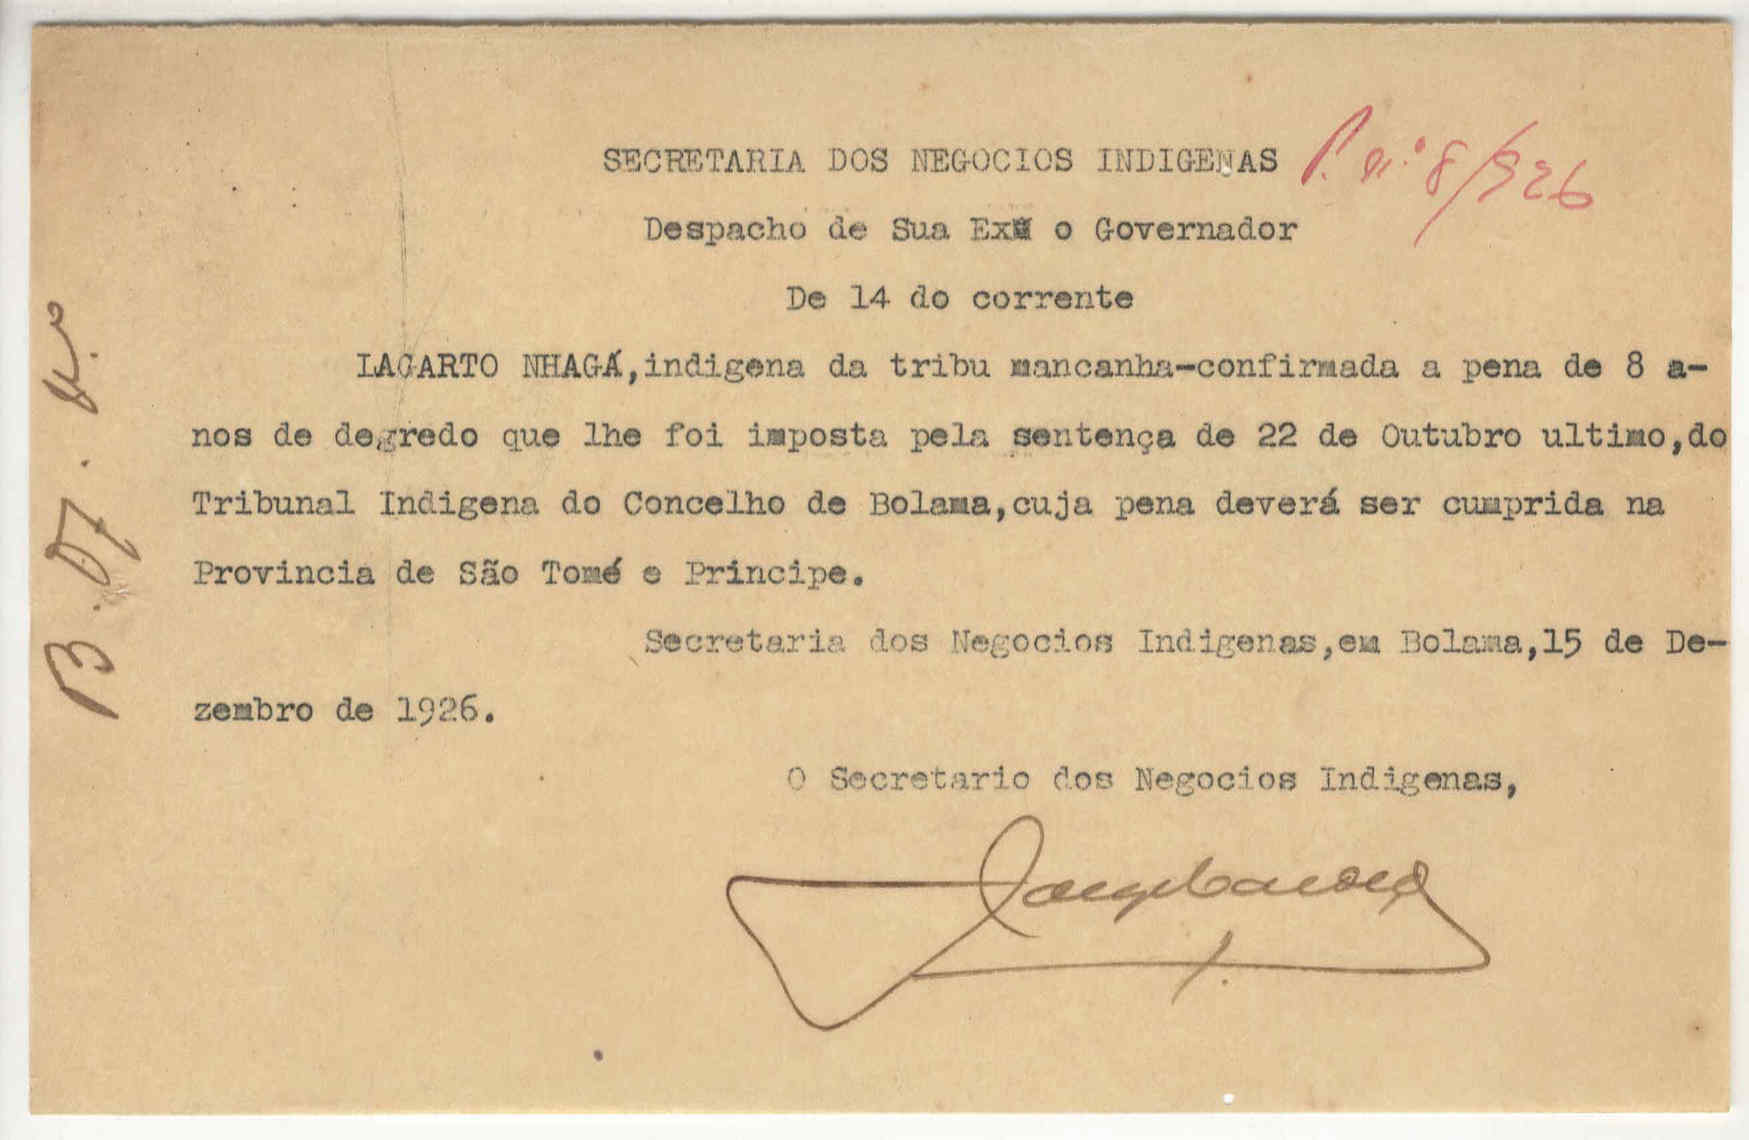 SECRETARIA DOS NEGOCIOS INDIGENAS P. nº 8/926
Despacho de Sua Exª o Governador
De 14 do corrente
LAGARTO NHAGÁ,indigena da tribu mancanha-confirmada a pena de 8 a-
nos de degredo que lhe foi imposta pela sentença de 22 de Outubro ultimo,do
Tribunal Indigena do Concelho de Bolama,cuja pena deverá ser cumprida na
Provincia de São Tomé e Principe.
Secretaria dos Negocios Indigenas,em Bolama,15 de De-
zembro de 1926.
O Secretario dos Negocios Indigenas,